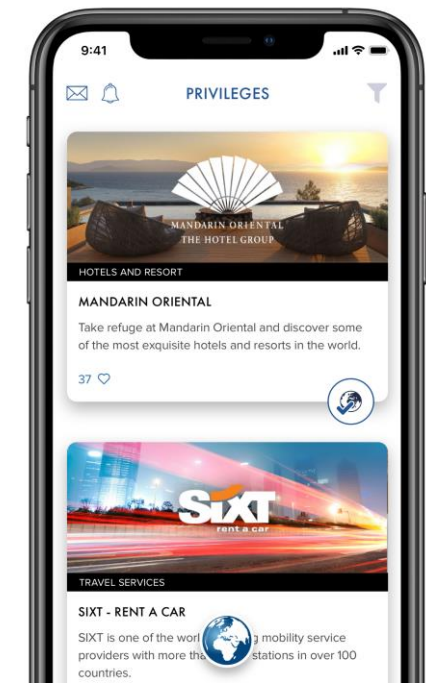 9:41
PRIVILEGES
MANDARIN ORIENTAL
THE HOTEL GROUP
HOTELS AND RESORT
MANDARIN ORIENTAL
Take refuge at Mandarin Oriental and discover some
of the most exquisite hotels and resorts in the world.
37
SIXT
rent a car
TRAVEL SERVICES
SIXT - RENT A CAR
SIXT is one of the g mobility service
providers with more stations in over 100
countries.